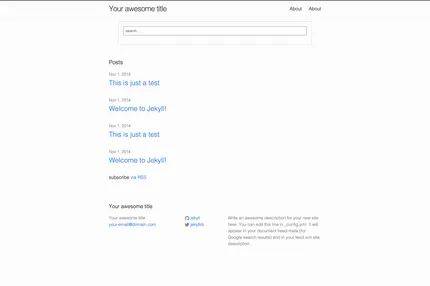 Your awesome title
About About
search...
Posts
Nov 1, 2014
This is just a test
Nov 1, 2014
Welcome to Jekyll!
Nov 1, 2014
This is just a test
Nov 1, 2014
Welcome to Jekyll!
subscribe via RSS
Your awesome title
Your awesome title
your-email@domain.com
jekyll
jekyllrb
Write an awesome description for your new site
here. You can edit this line in _config.yml. It will
appear in your document head meta (for
Google search results) and in your feed.xml site
description.